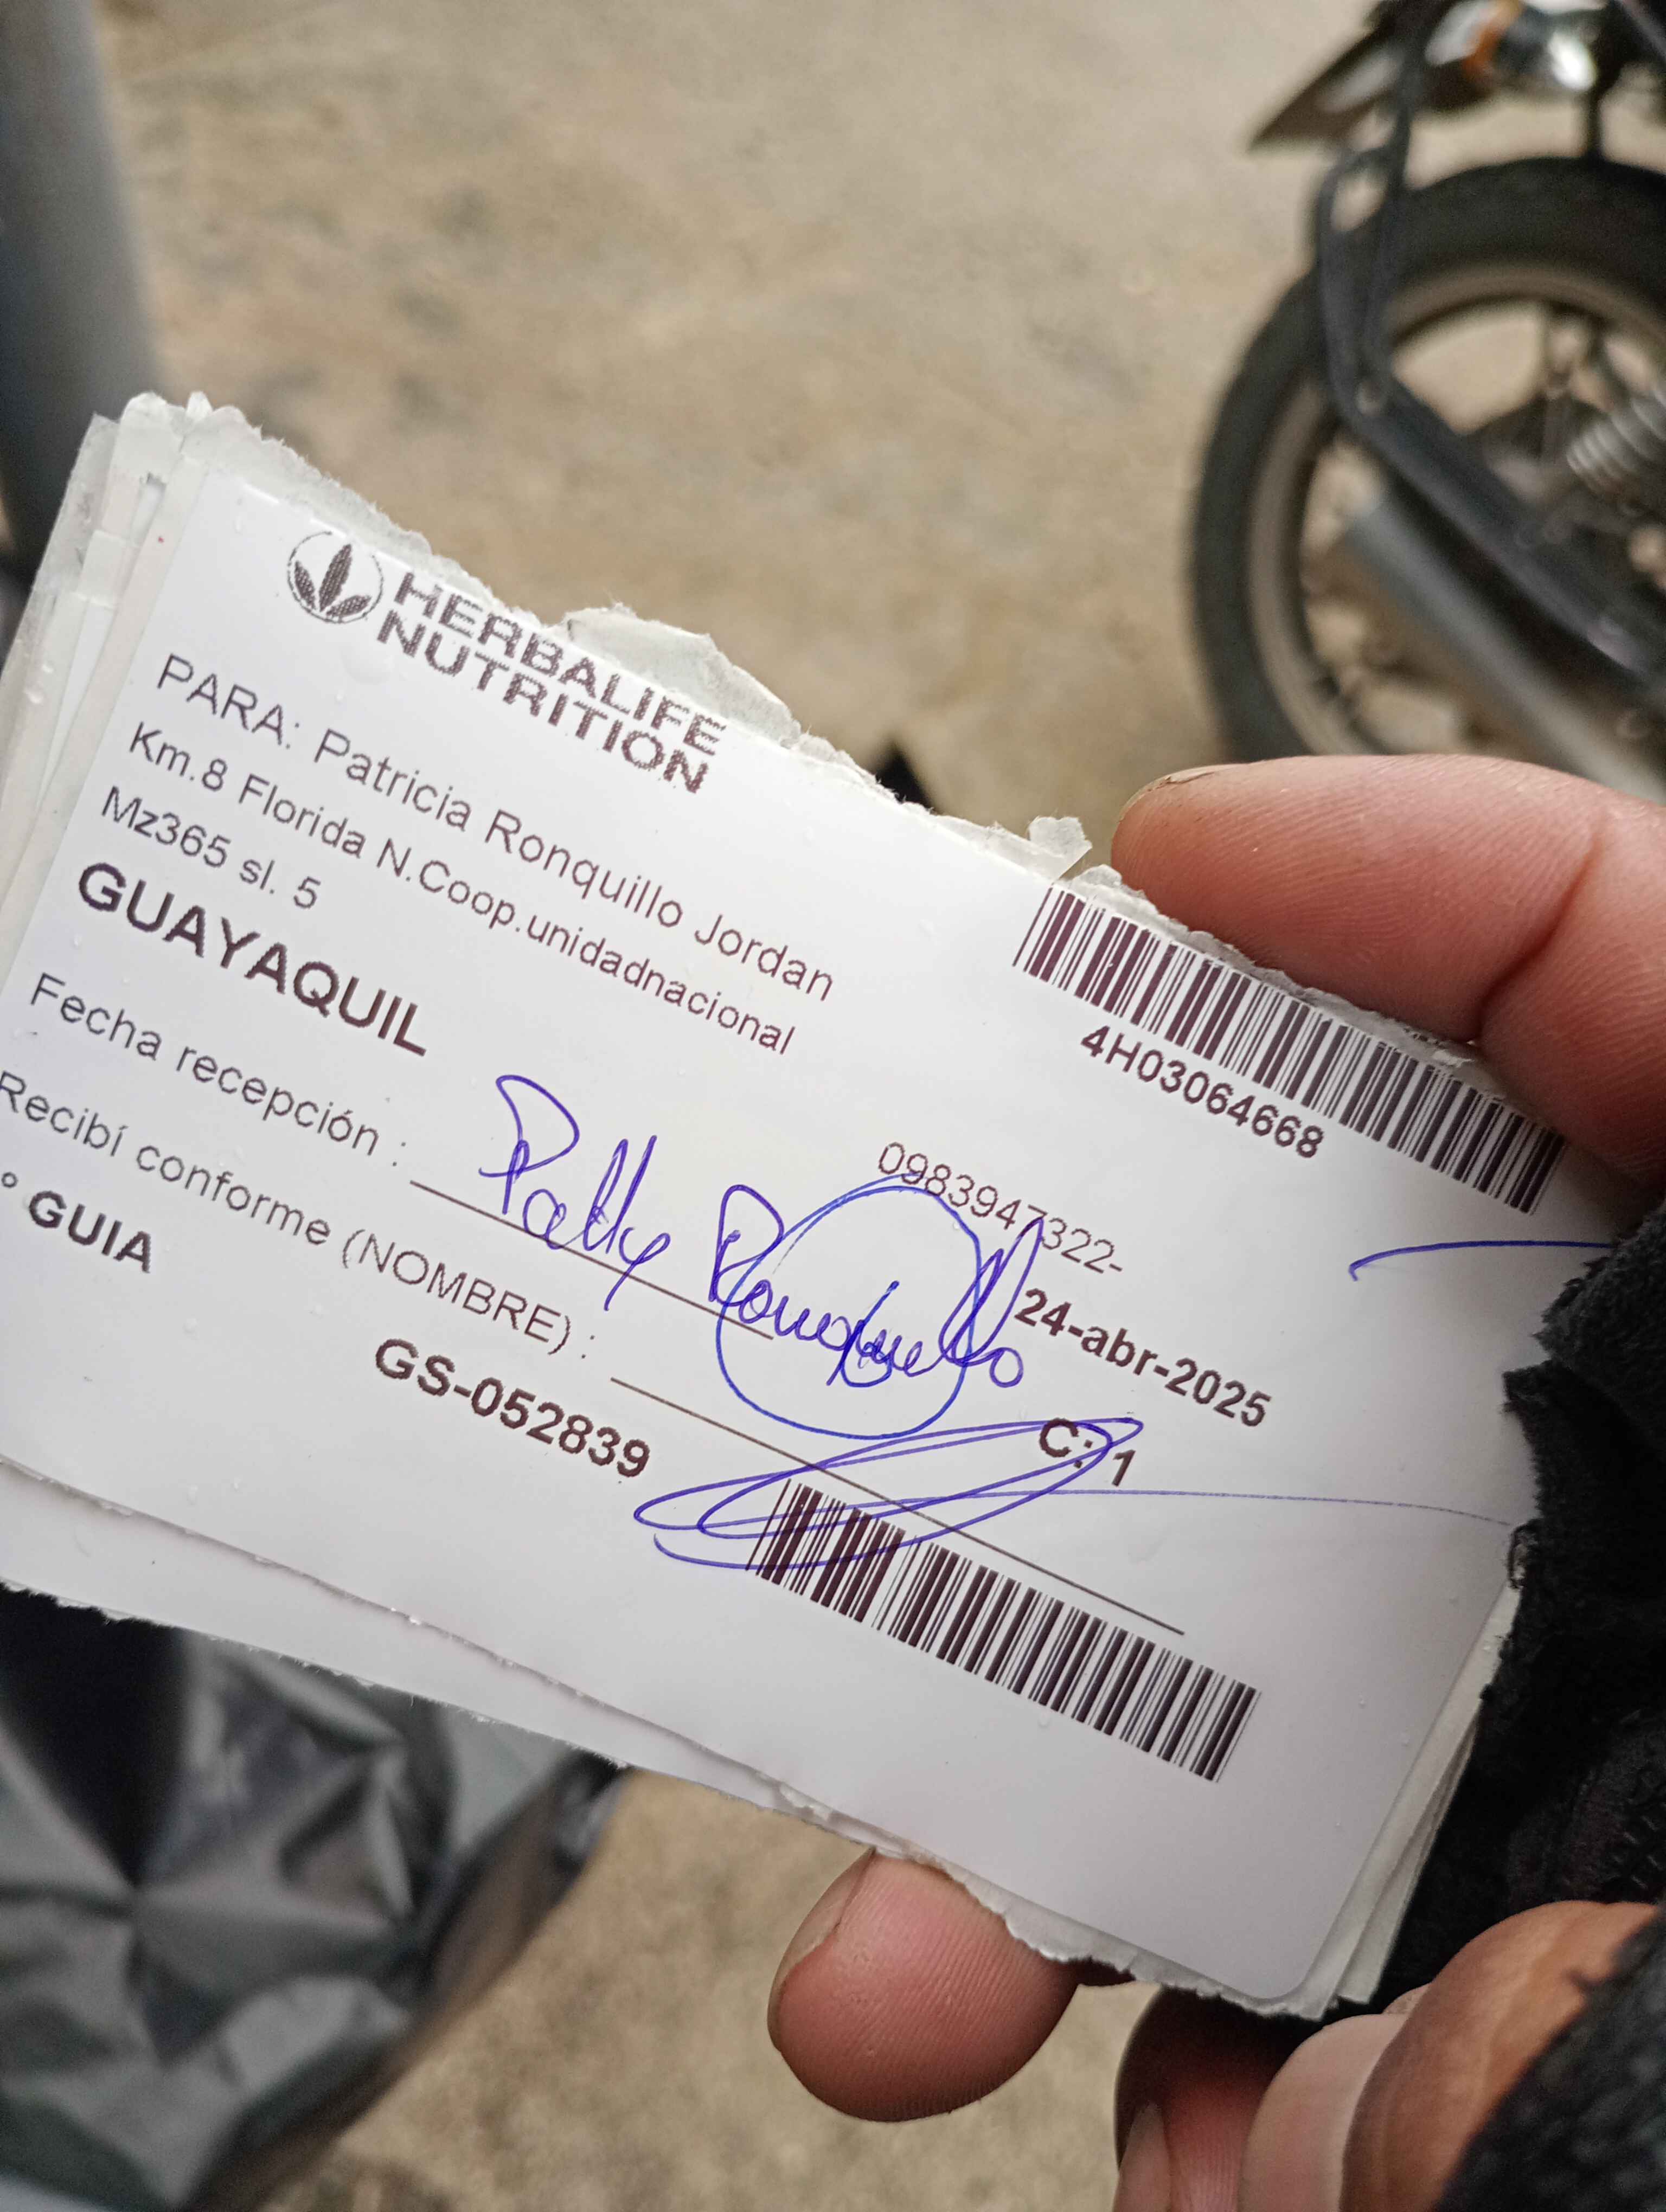 HERBALIFE
NUTRITION
PARA: Patricia Ronquillo Jordan
Km.8 Florida N.Coop.unidadnacional
Mz365 sl. 5
GUAYAQUIL
4H03064668
0983947322-
Fecha recepción :
24-abr-2025
Patty Ronquillo
Recibí conforme (NOMBRE) :
C: 1
° GUIA
GS-052839